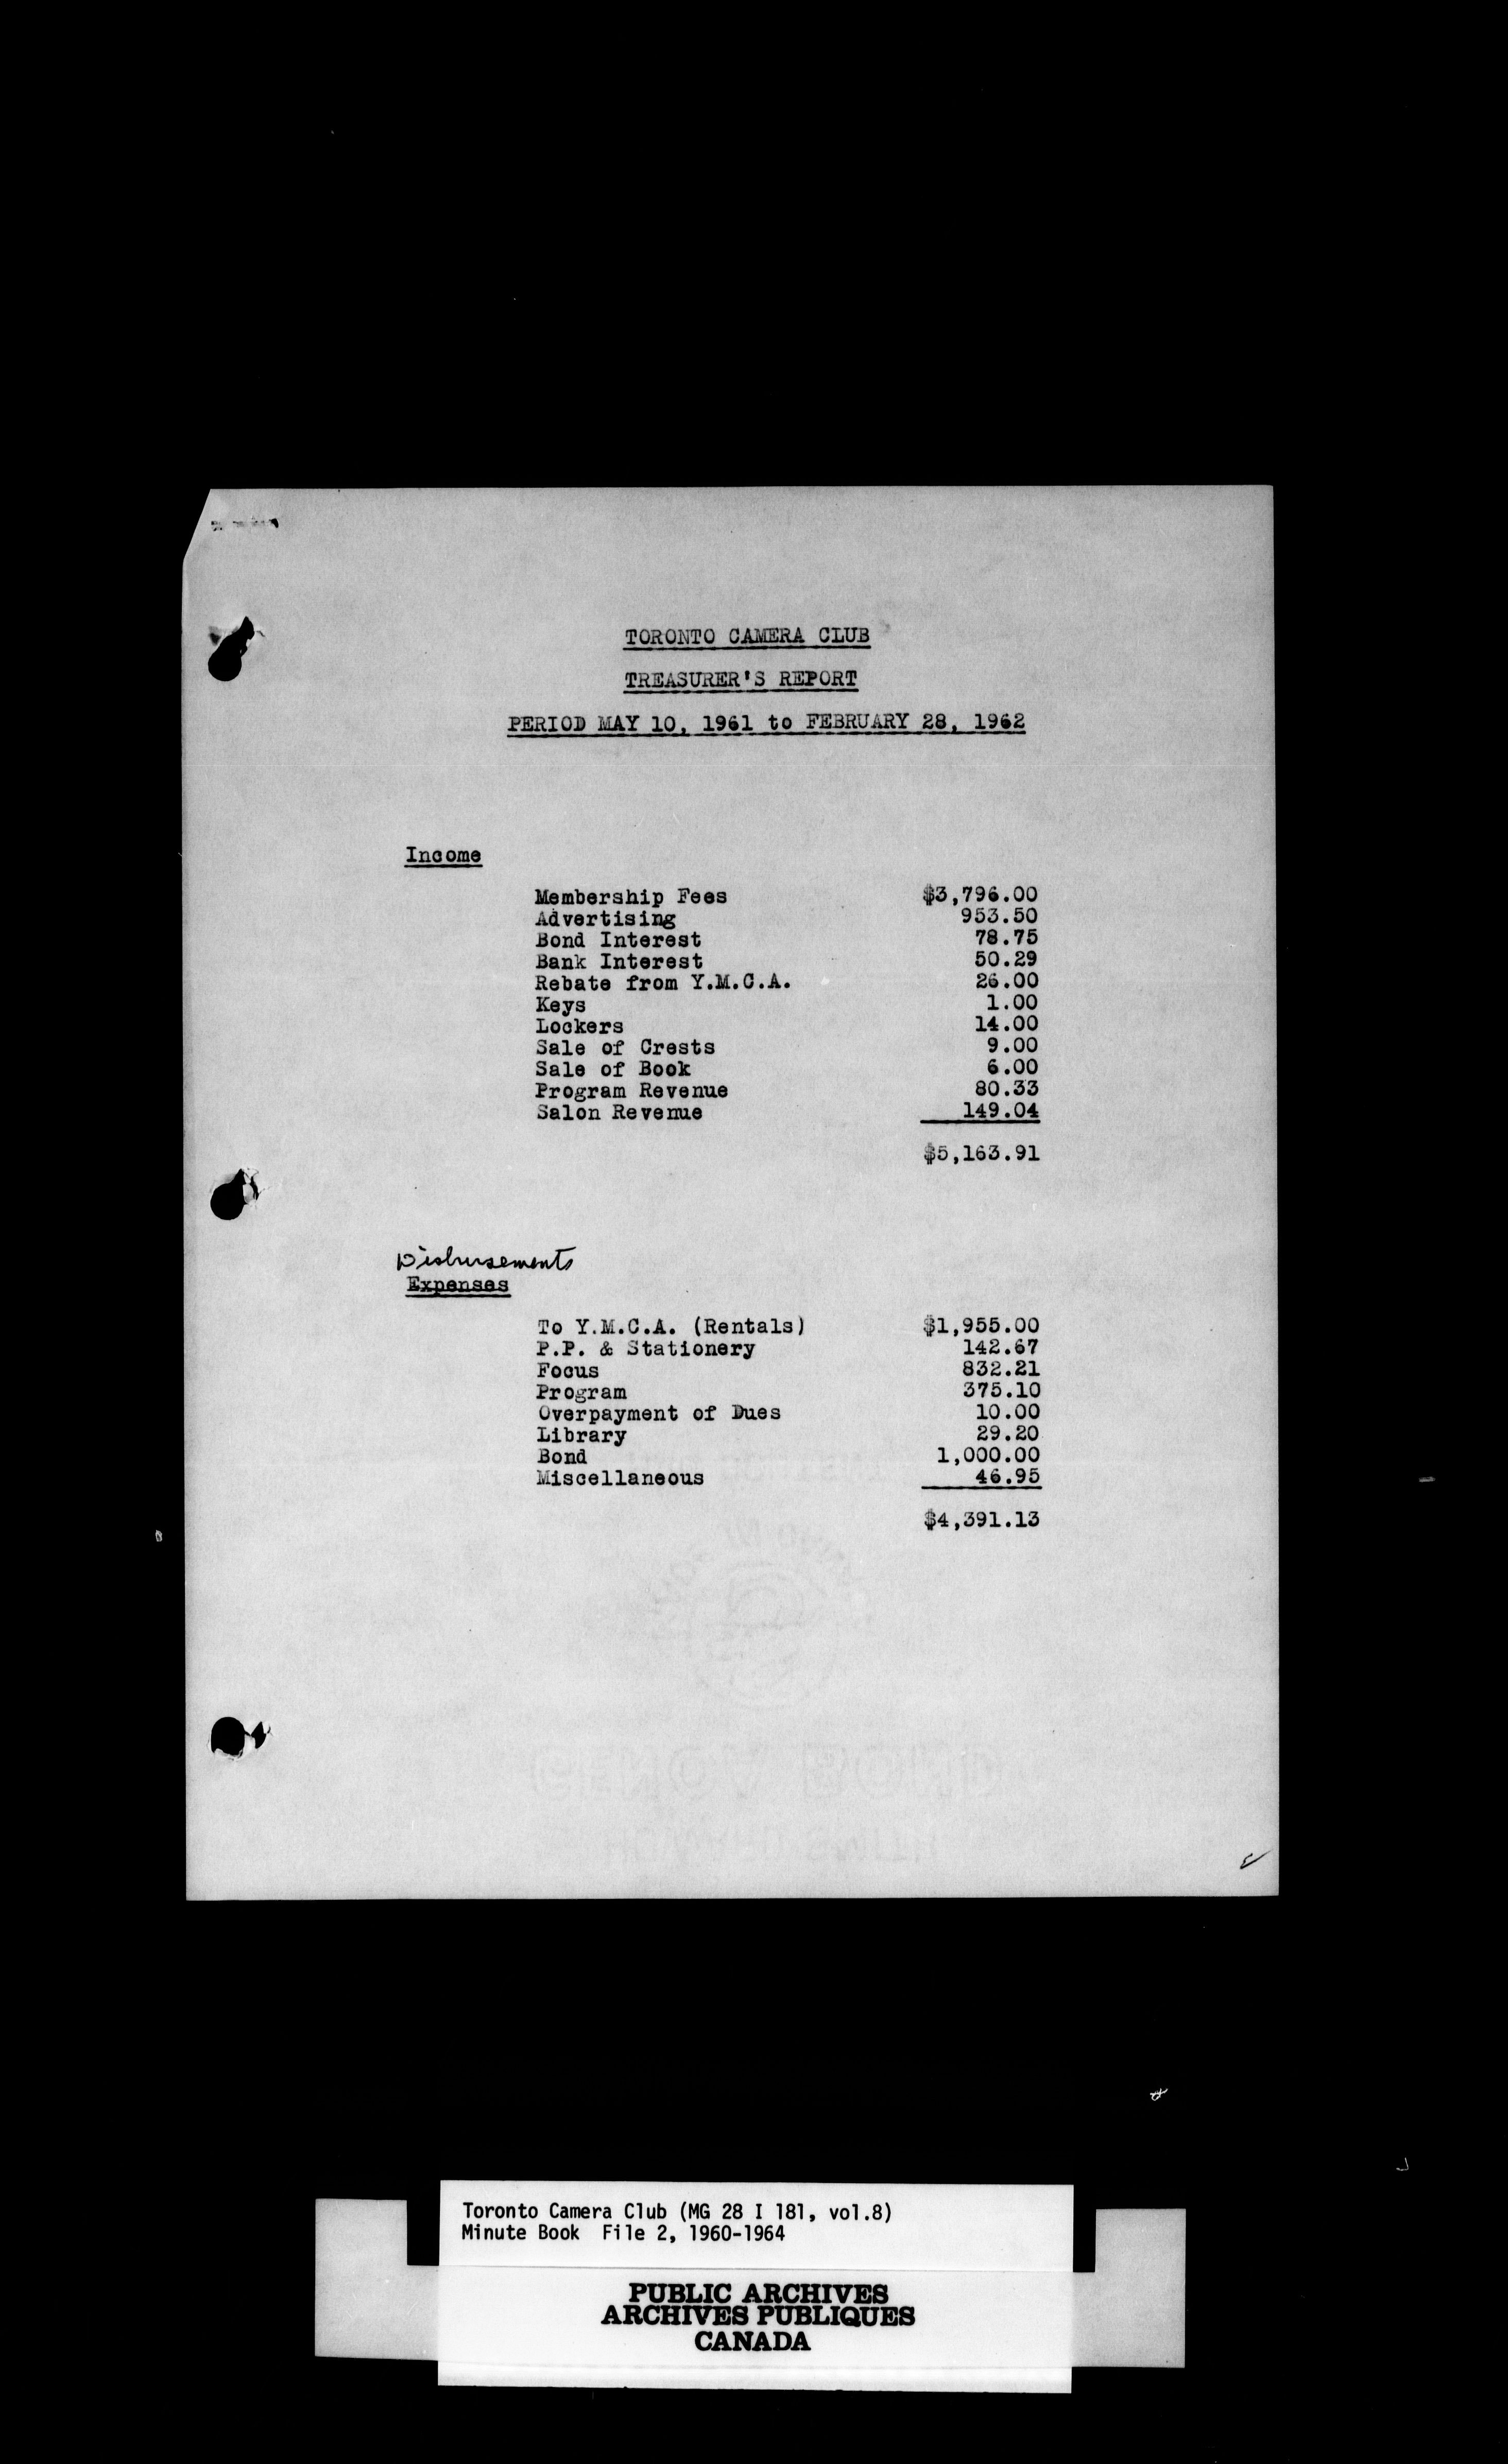 TORONTO CAMERA CLUB
TREASURER'S REPORT
PERIOD MAY 10, 1961 to FEBRUARY 28, 1962
Income
Membership Fees $3,796.00
Advertising 953.50
Bond Interest 78.75
Bank Interest 50.29
Rebate from Y.M.C.A. 26.00
Keys 1.00
Lockers 14.00
Sale of Crests 9.00
Sale of Book 6.00
Program Revenue 80.33
Salon Revenue 149.04
$5,163.91
Disbursements
Expenses
To Y.M.C.A. (Rentals) $1,955.00
P.P. & Stationery 142.67
Focus 832.21
Program 375.10
Overpayment of Dues 10.00
Library 29.20
Bond 1,000.00
Miscellaneous 46.95
$4,391.13
GENOA BOND
HOWARD SMITH
Toronto Camera Club (MG 28 I 181, vol.8)
Minute Book File 2, 1960-1964
PUBLIC ARCHIVES
ARCHIVES PUBLIQUES
CANADA